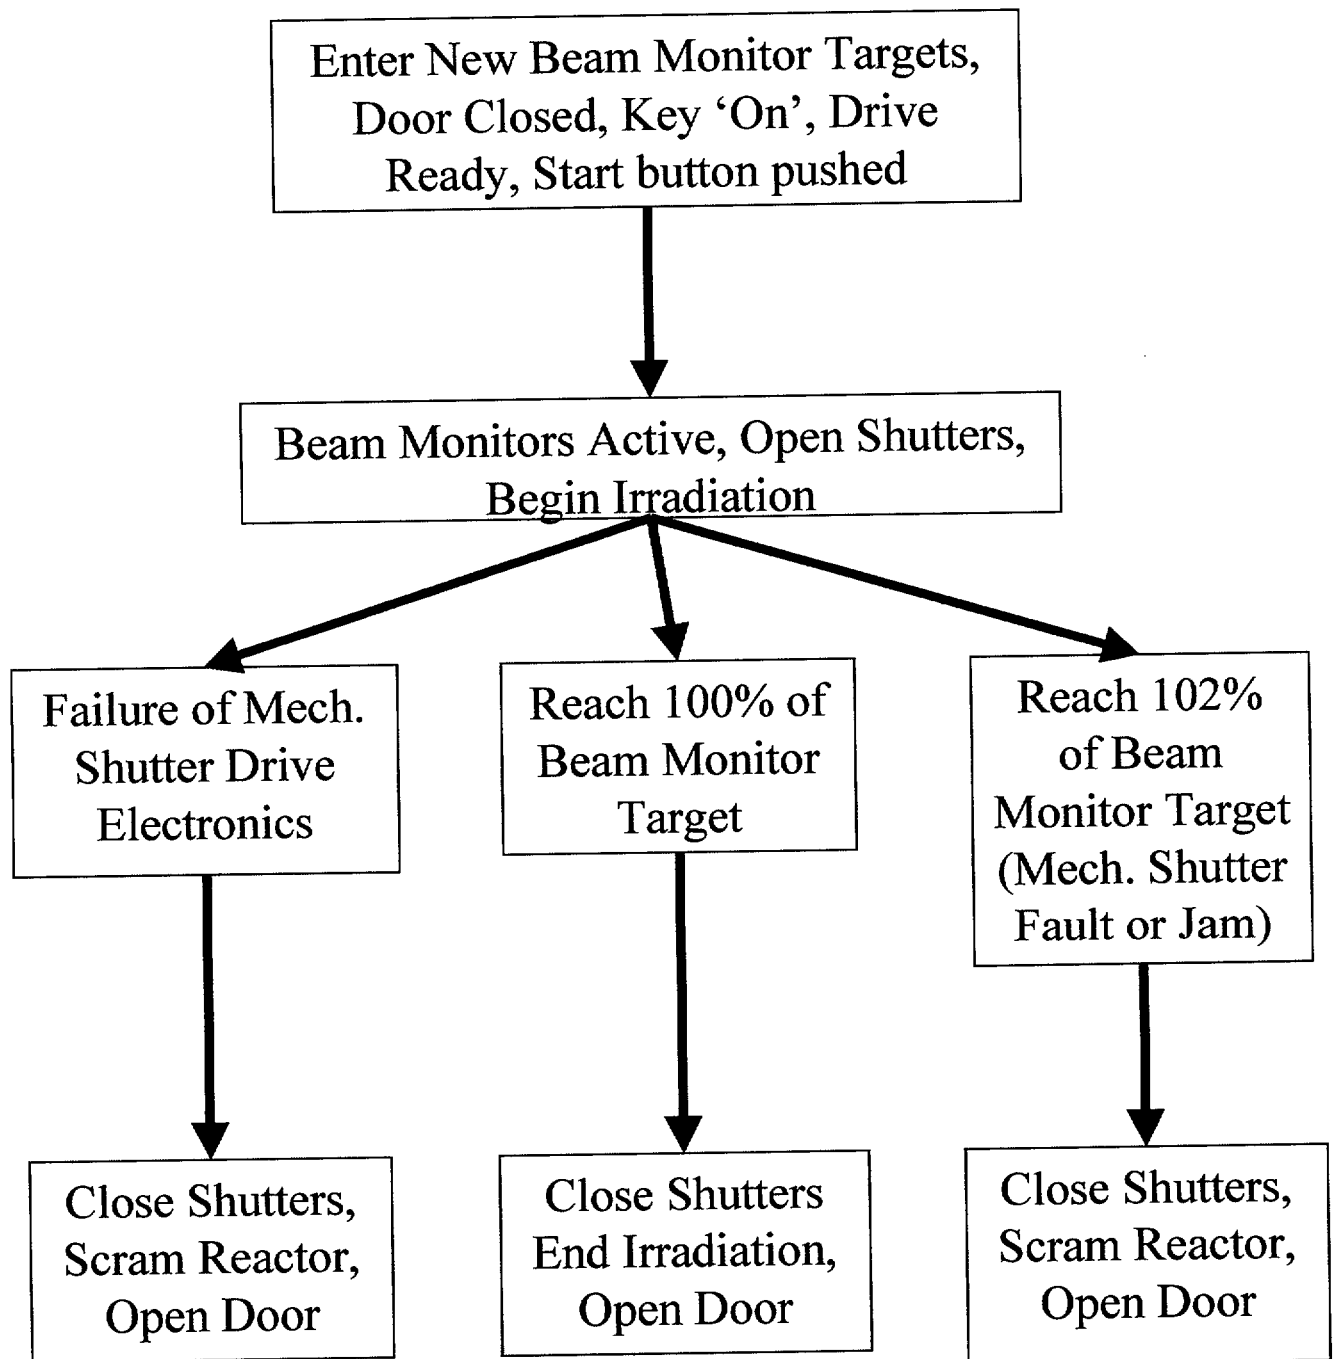 Enter New Beam Monitor Targets,
Door Closed, Key ‘On’, Drive
Ready, Start button pushed
Beam Monitors Active, Open Shutters,
Begin Irradiation
Failure of Mech.
Shutter Drive
Electronics
Reach 100% of
Beam Monitor
Target
Reach 102%
of Beam
Monitor Target
(Mech. Shutter
Fault or Jam)
Close Shutters,
Scram Reactor,
Open Door
Close Shutters
End Irradiation,
Open Door
Close Shutters,
Scram Reactor,
Open Door